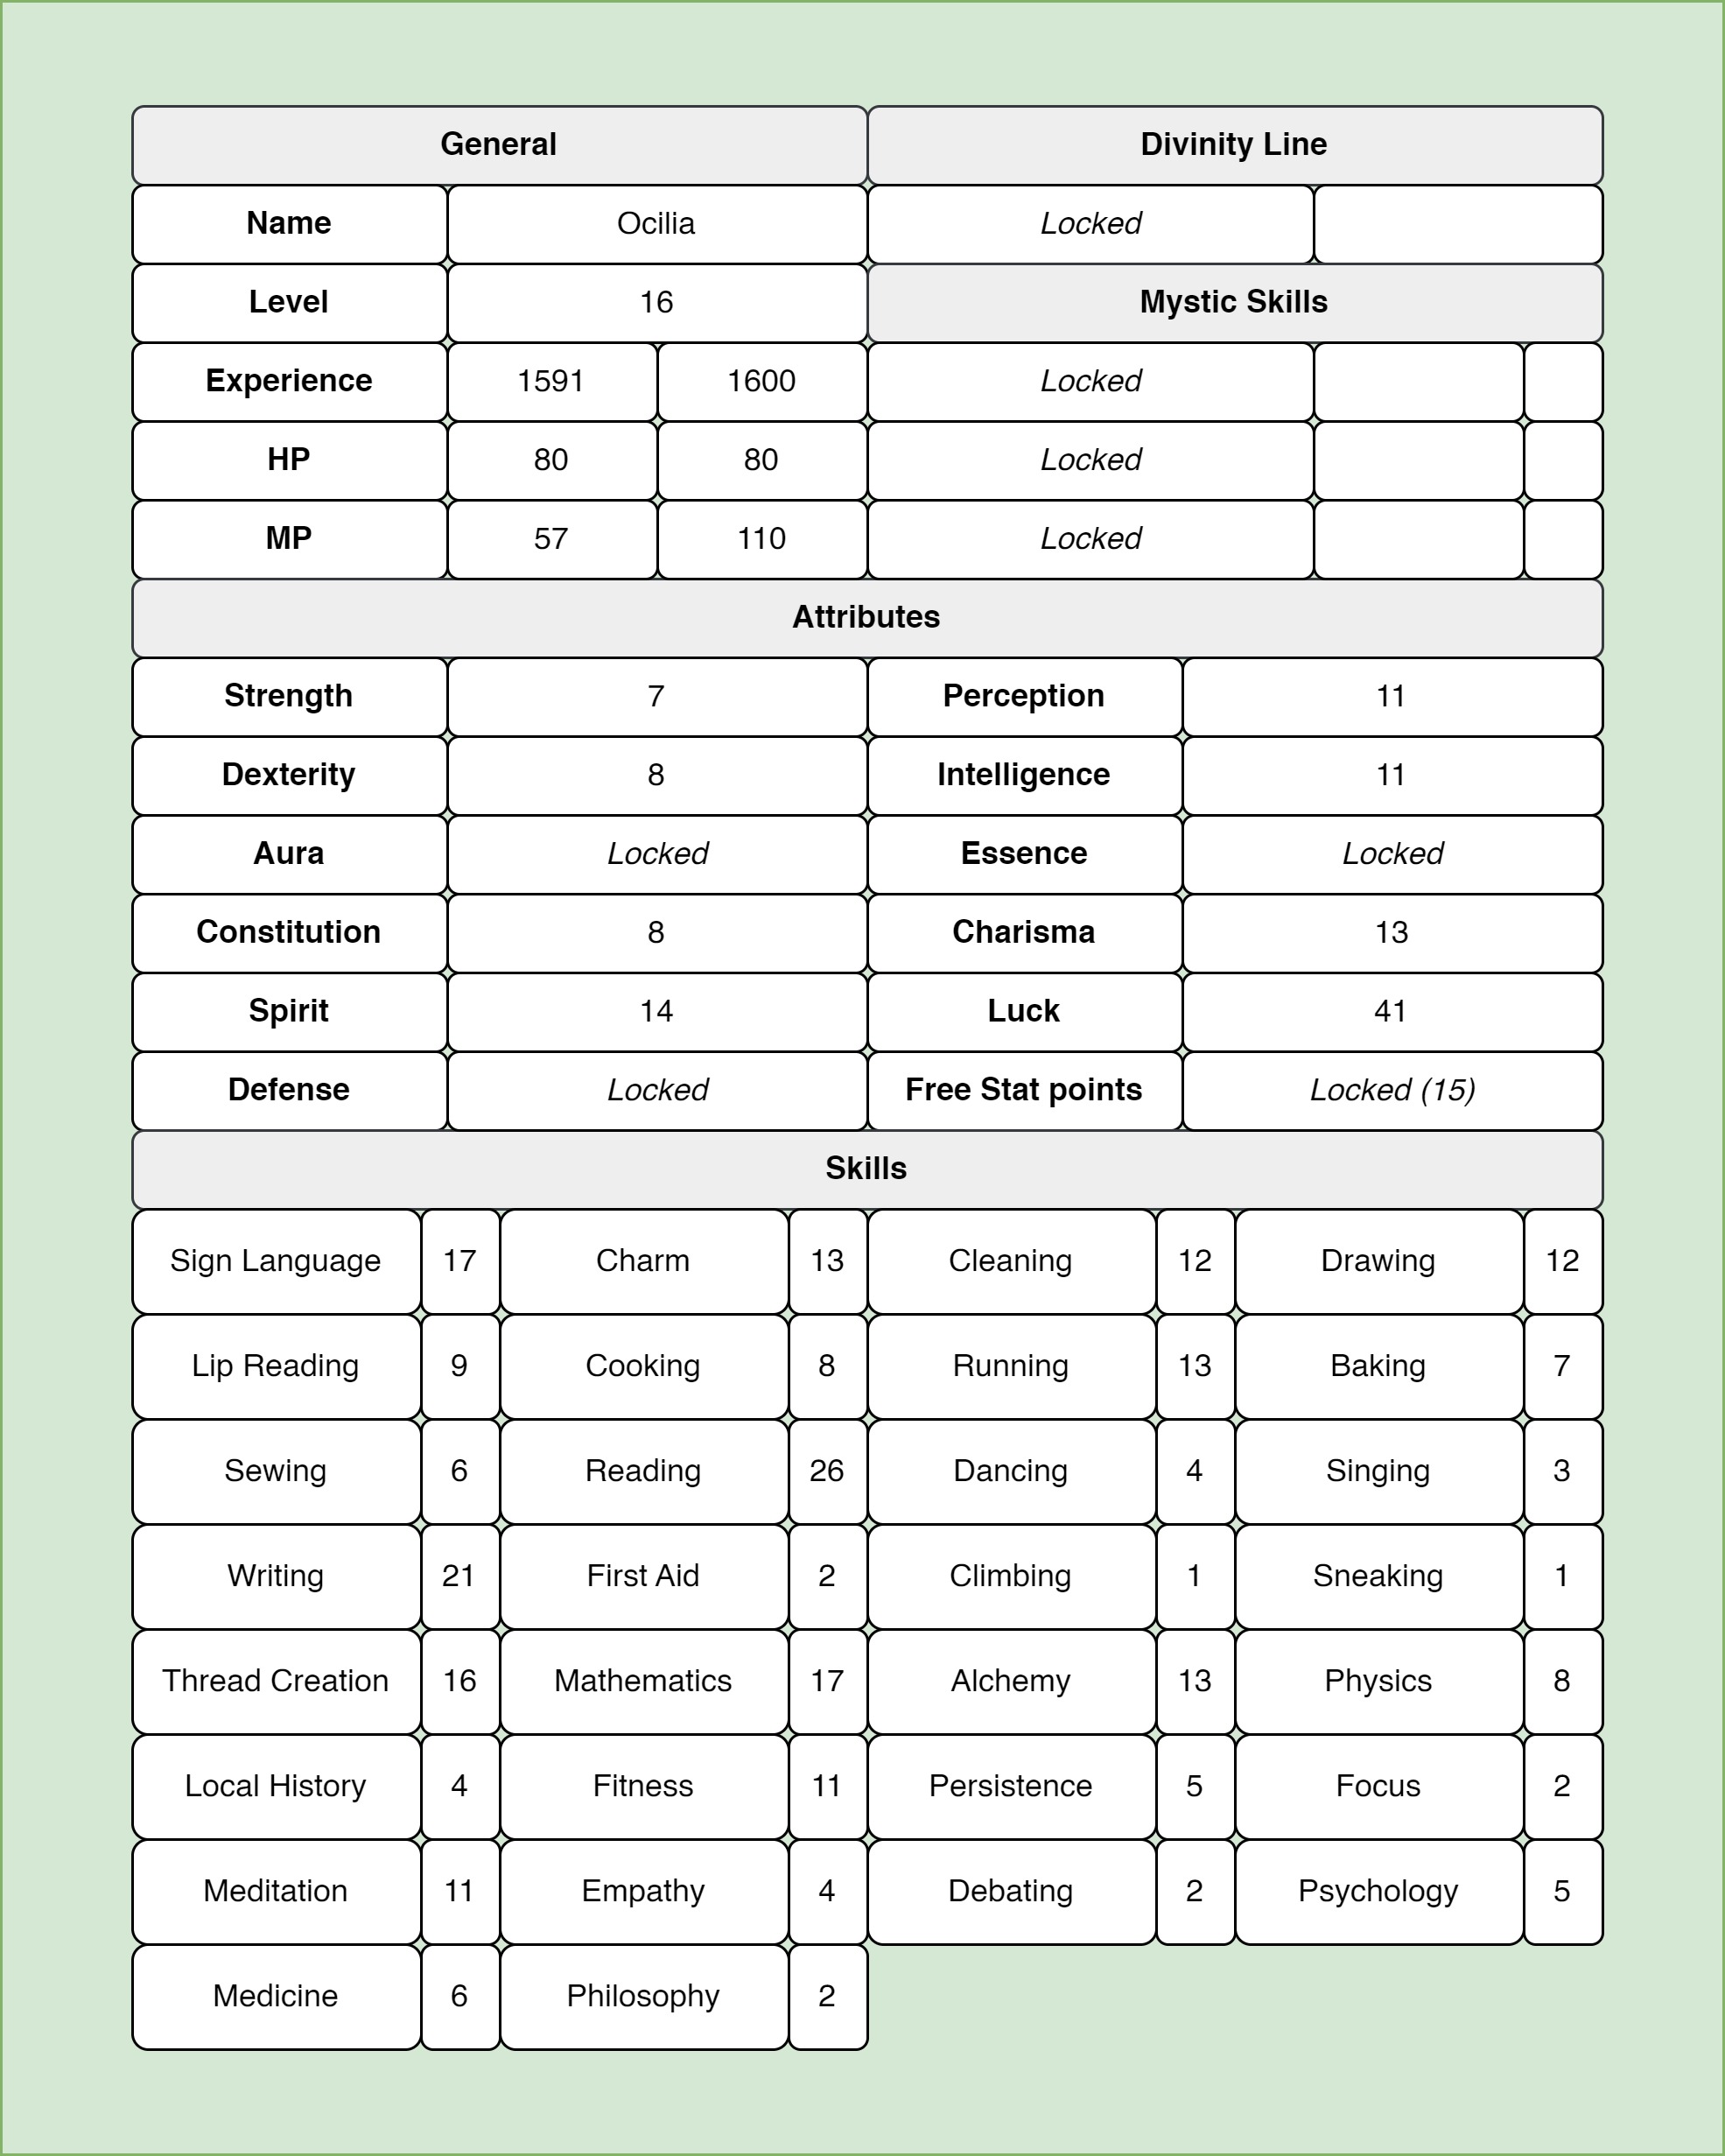 General Divinity Line
Name Ocilia Locked
Level 16 Mystic Skills
Experience 1591 1600 Locked
HP 80 80 Locked
MP 57 110 Locked
Attributes
Strength 7 Perception 11
Dexterity 8 Intelligence 11
Aura Locked Essence Locked
Constitution 8 Charisma 13
Spirit 14 Luck 41
Defense Locked Free Stat points Locked (15)
Skills
Sign Language 17 Charm 13 Cleaning 12 Drawing 12
Lip Reading 9 Cooking 8 Running 13 Baking 7
Sewing 6 Reading 26 Dancing 4 Singing 3
Writing 21 First Aid 2 Climbing 1 Sneaking 1
Thread Creation 16 Mathematics 17 Alchemy 13 Physics 8
Local History 4 Fitness 11 Persistence 5 Focus 2
Meditation 11 Empathy 4 Debating 2 Psychology 5
Medicine 6 Philosophy 2